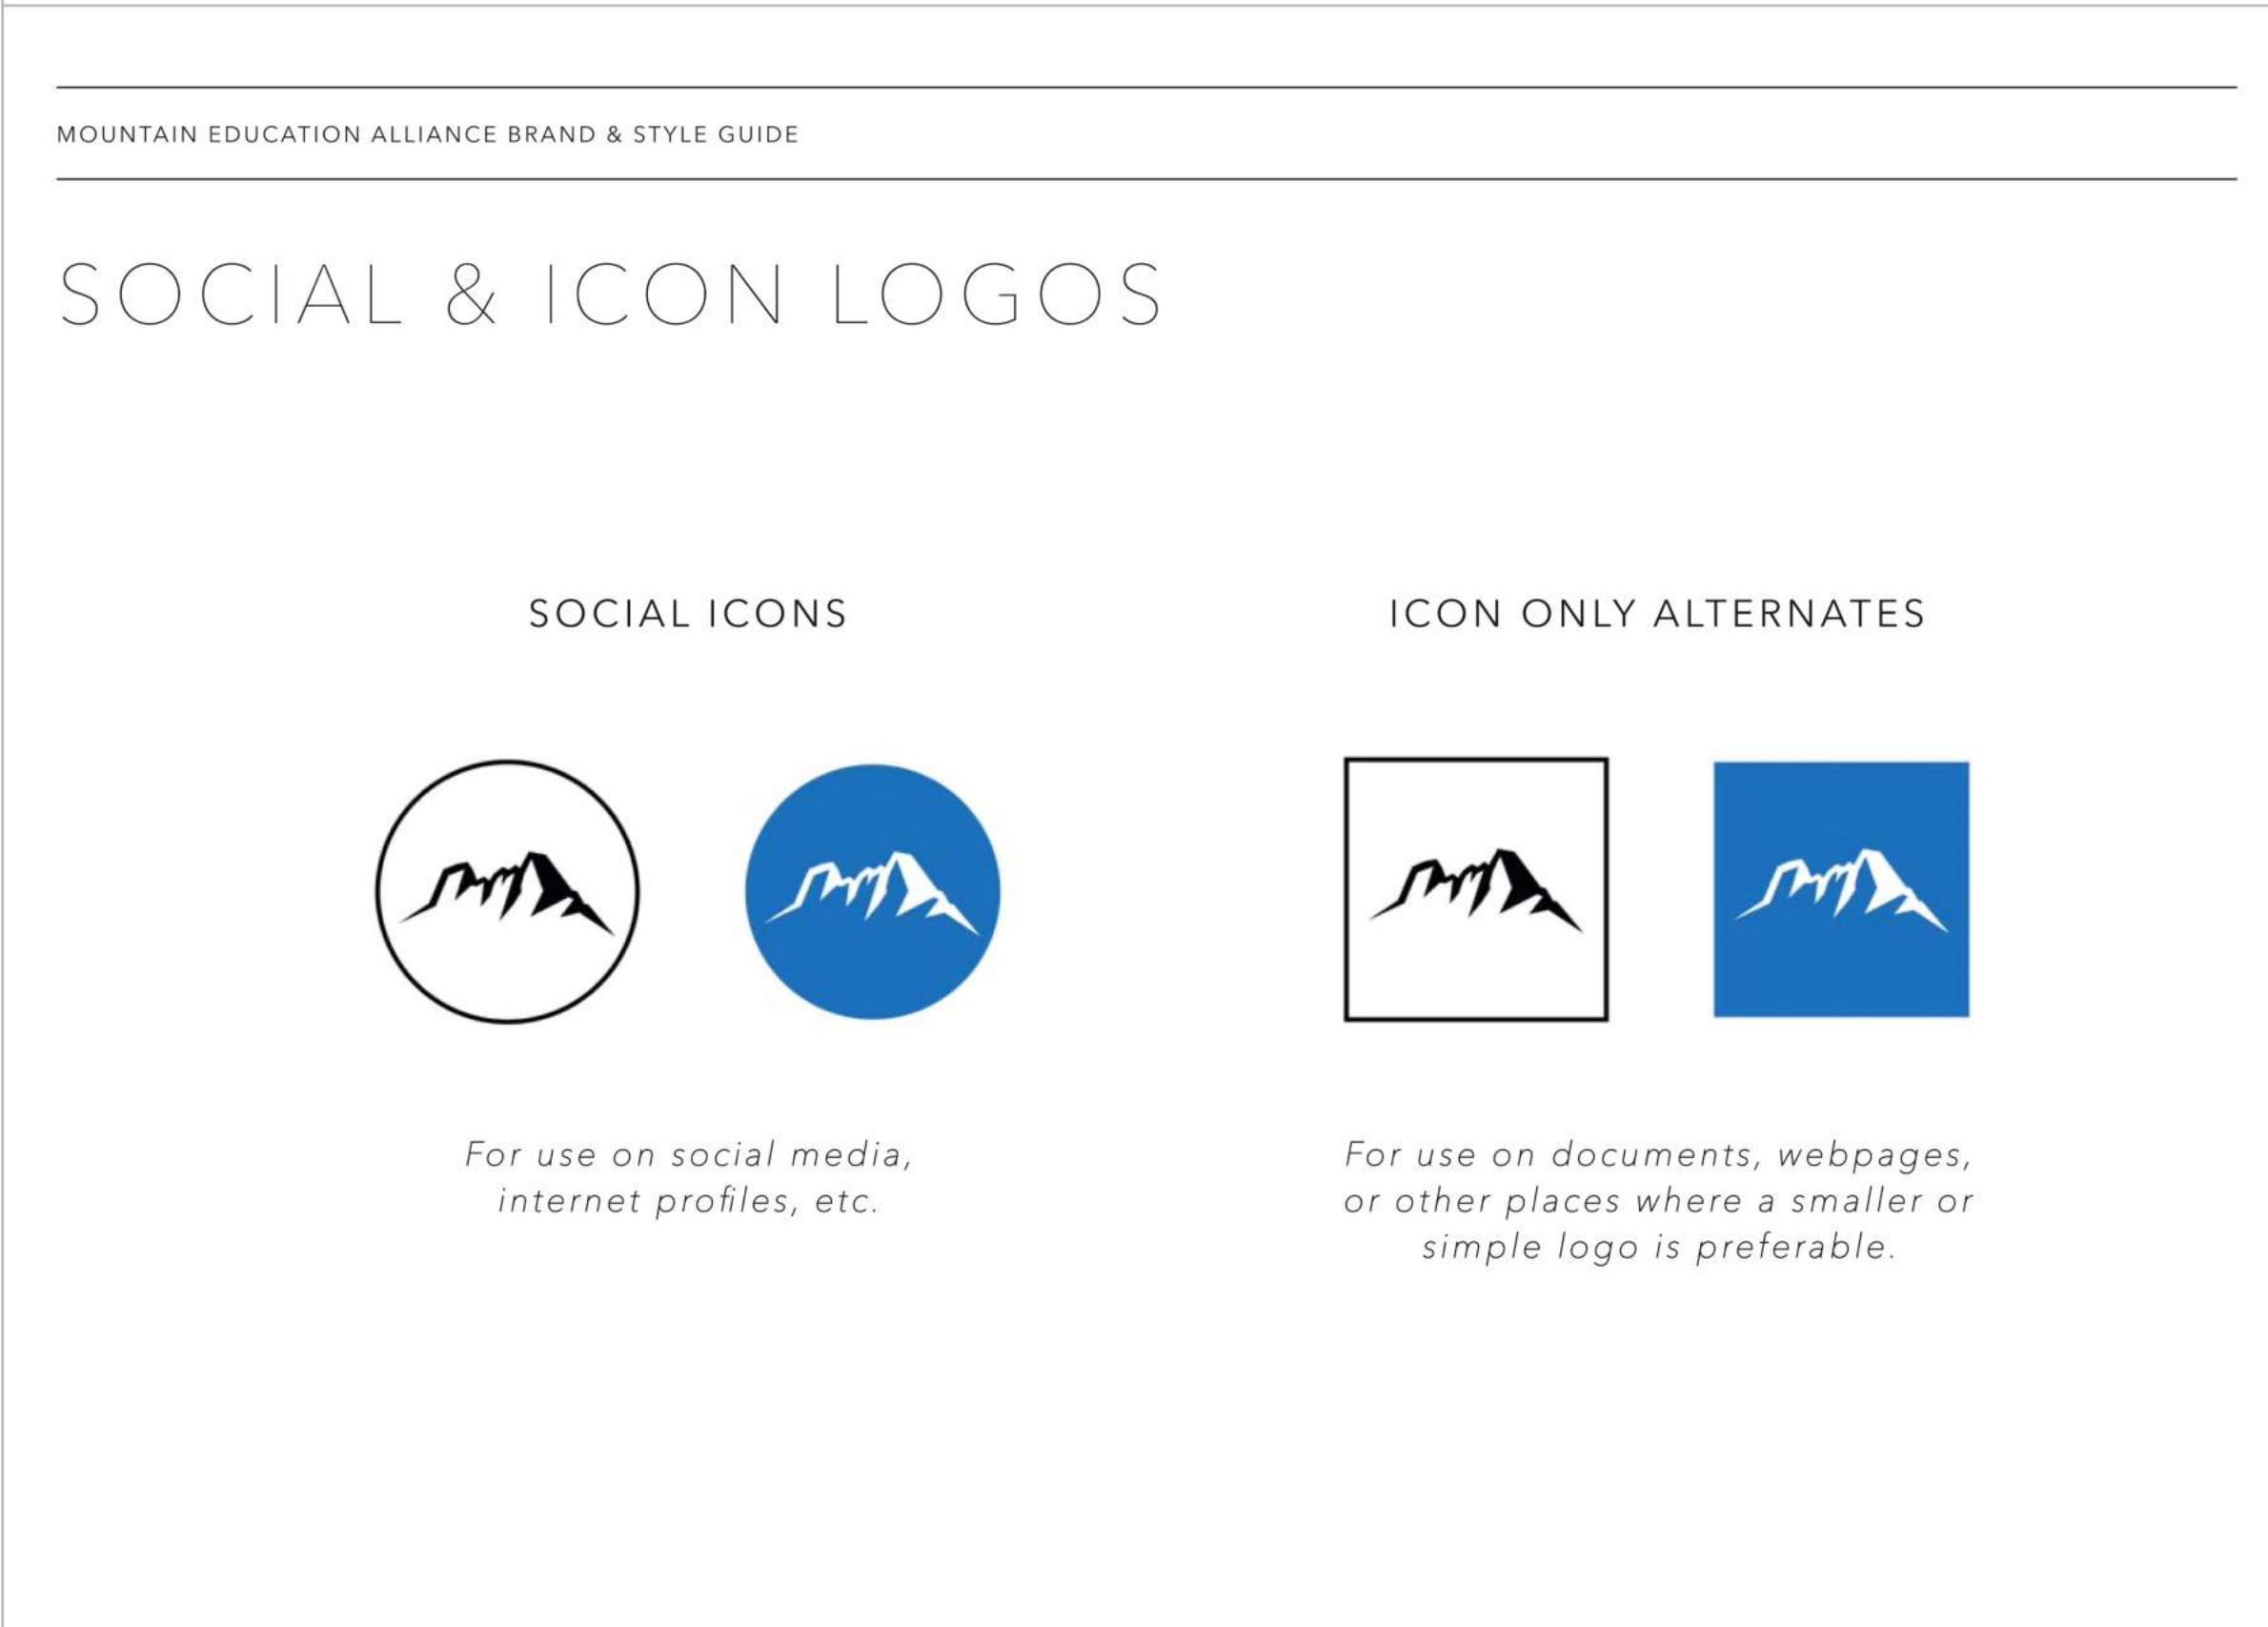 MOUNTAIN EDUCATION ALLIANCE BRAND & STYLE GUIDE
SOCIAL & ICON LOGOS
SOCIAL ICONS
For use on social media,
internet profiles, etc.
ICON ONLY ALTERNATES
For use on documents, webpages,
or other places where a smaller or
simple logo is preferable.